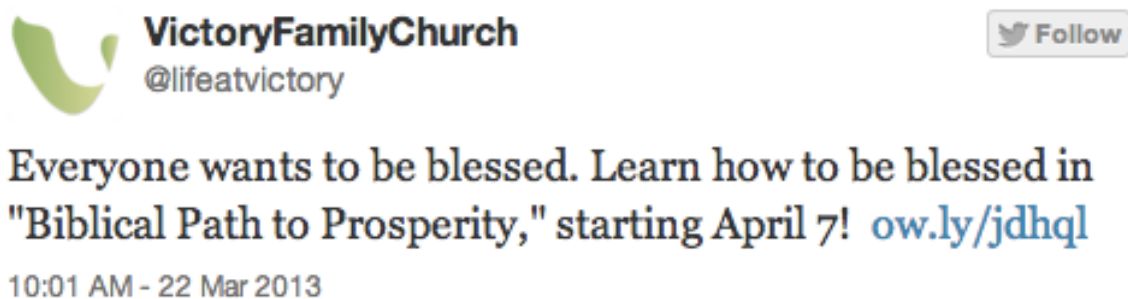 VictoryFamilyChurch
Follow
@lifeatvictory
Everyone wants to be blessed. Learn how to be blessed in
"Biblical Path to Prosperity," starting April 7! ow.ly/jdhql
10:01 AM - 22 Mar 2013